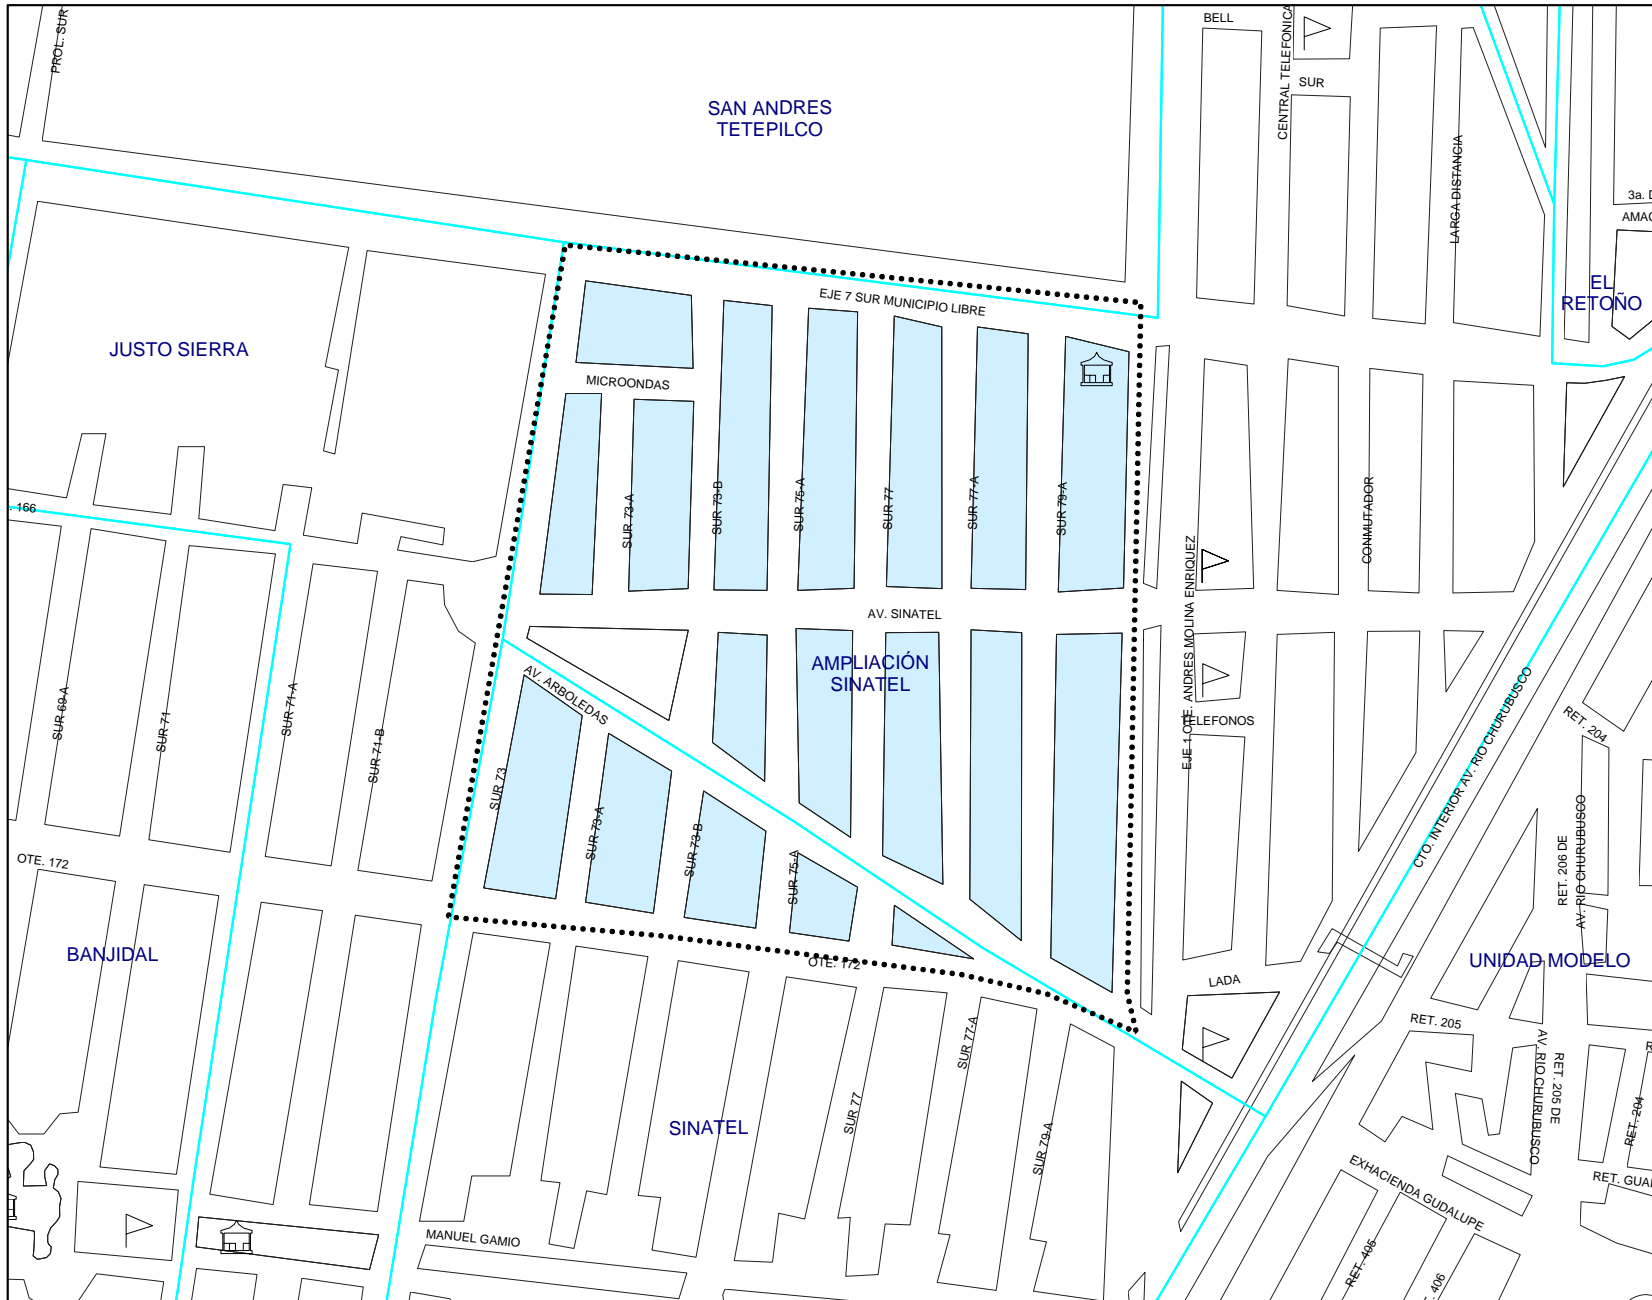 PROL. SUR
BELL
CENTRAL TELEFONICA
SUR
SAN ANDRES
TETEPILCO
LARGA DISTANCIA
3a.
EL
RETOÑO
EJE 7 SUR MUNICIPIO LIBRE
JUSTO SIERRA
MICROONDAS
166
SUR 73-A
SUR 73-B
SUR 75-A
SUR 77
SUR 77-A
SUR 79-A
CONMUTADOR
EJE 1 OTE. ANDRES MOLINA ENRIQUEZ
AV. SINATEL
AMPLIACIÓN
SINATEL
AV. ARBOLEDAS
SUR 69-A
SUR 71
SUR 71-A
SUR 71-B
SUR 73
SUR 73-A
SUR 73-B
SUR 75-A
TELEFONOS
CTO. INTERIOR AV. RIO CHURUBUSCO
RET. 204
RET. 206 DE
AV. RIO CHURUBUSCO
OTE. 172
BANJIDAL
OTE. 172
UNIDAD MODELO
LADA
RET. 205
RET. 205 DE
AV. RIO CHURUBUSCO
SUR 77-A
SUR 77
SUR 79-A
SINATEL
RET. 204
EXHACIENDA GUDALUPE
RET.
MANUEL GAMIO
RET. 405
406